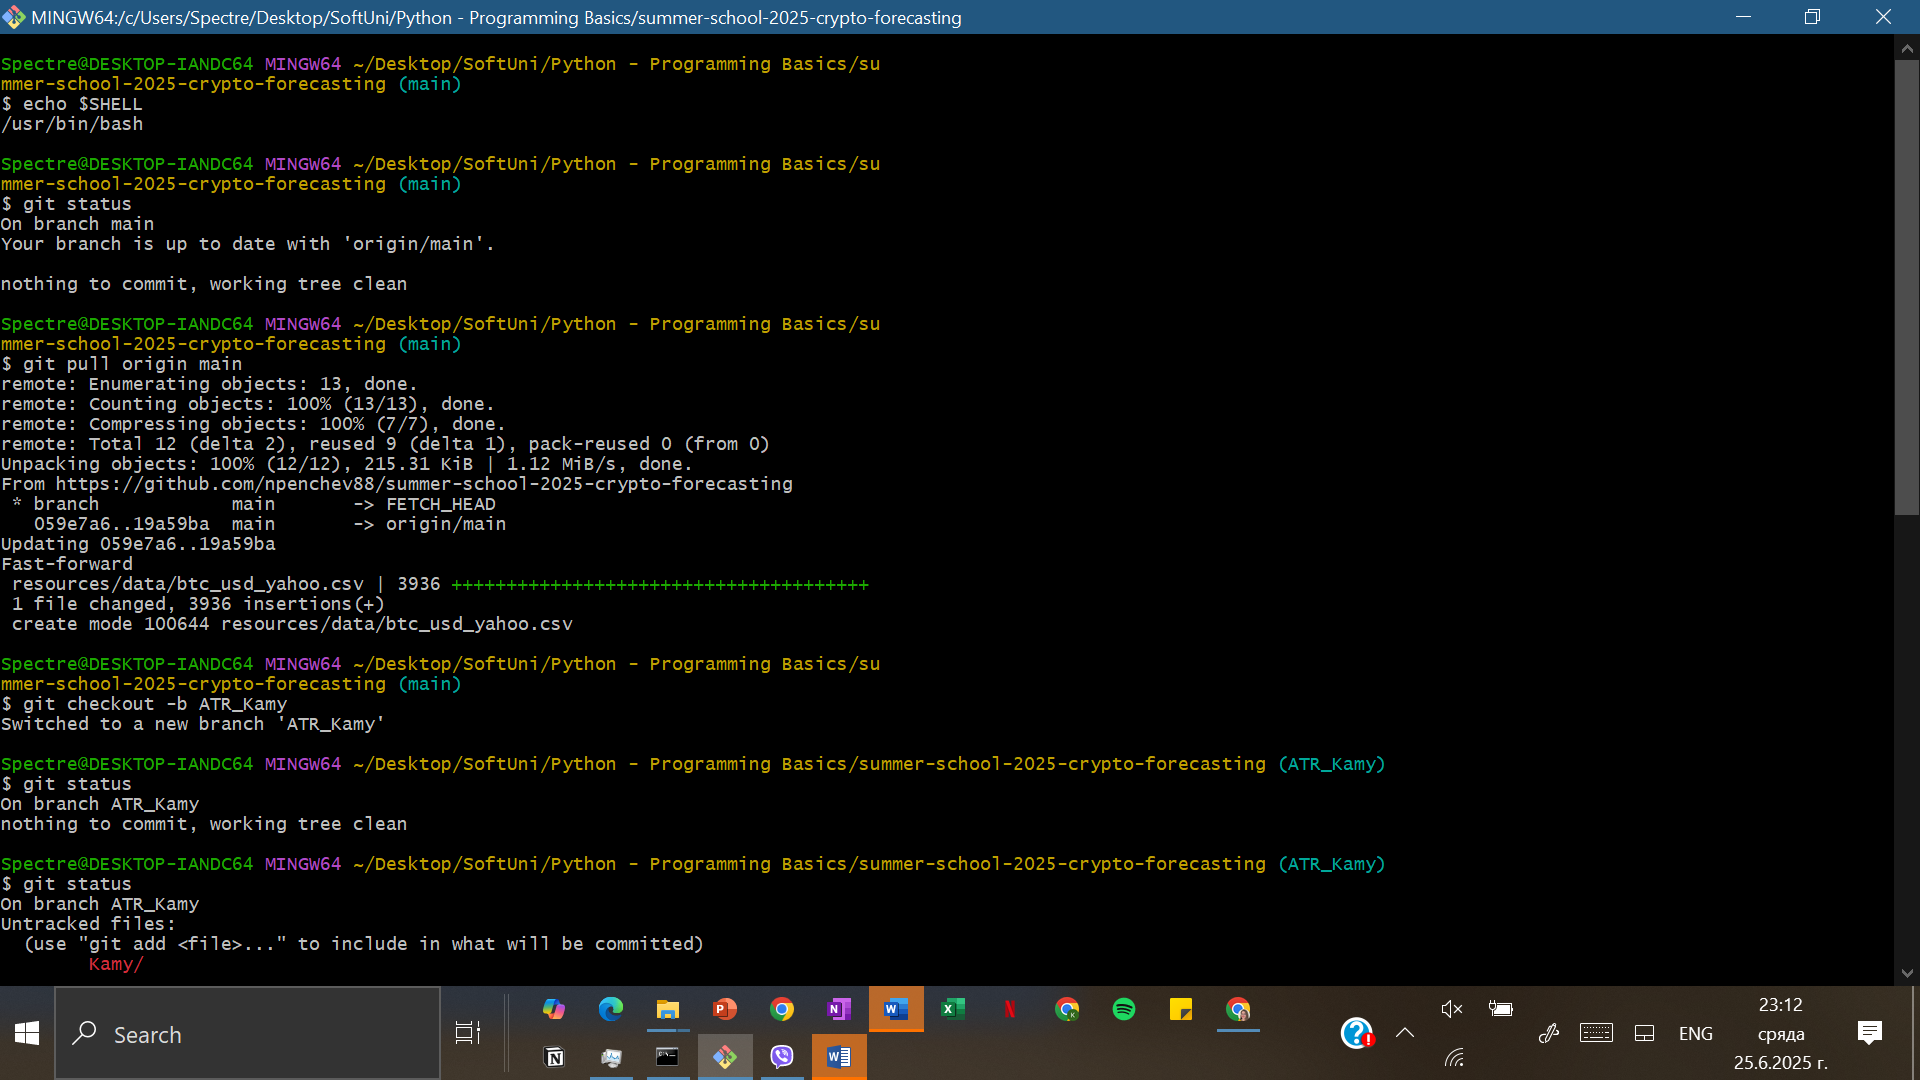 MINGW64:/c/Users/Spectre/Desktop/SoftUni/Python - Programming Basics/summer-school-2025-crypto-forecasting
Spectre@DESKTOP-IANDC64 MINGW64 ~/Desktop/SoftUni/Python - Programming Basics/su
mmer-school-2025-crypto-forecasting (main)
$ echo $SHELL
/usr/bin/bash
Spectre@DESKTOP-IANDC64 MINGW64 ~/Desktop/SoftUni/Python - Programming Basics/su
mmer-school-2025-crypto-forecasting (main)
$ git status
On branch main
Your branch is up to date with 'origin/main'.
nothing to commit, working tree clean
Spectre@DESKTOP-IANDC64 MINGW64 ~/Desktop/SoftUni/Python - Programming Basics/su
mmer-school-2025-crypto-forecasting (main)
$ git pull origin main
remote: Enumerating objects: 13, done.
remote: Counting objects: 100% (13/13), done.
remote: Compressing objects: 100% (7/7), done.
remote: Total 12 (delta 2), reused 9 (delta 1), pack-reused 0 (from 0)
Unpacking objects: 100% (12/12), 215.31 KiB | 1.12 MiB/s, done.
From https://github.com/npenchev88/summer-school-2025-crypto-forecasting
 * branch            main       -> FETCH_HEAD
   059e7a6..19a59ba  main       -> origin/main
Updating 059e7a6..19a59ba
Fast-forward
 resources/data/btc_usd_yahoo.csv | 3936 ++++++++++++++++++++++++++++++++++++++
 1 file changed, 3936 insertions(+)
 create mode 100644 resources/data/btc_usd_yahoo.csv
Spectre@DESKTOP-IANDC64 MINGW64 ~/Desktop/SoftUni/Python - Programming Basics/su
mmer-school-2025-crypto-forecasting (main)
$ git checkout -b ATR_Kamy
Switched to a new branch 'ATR_Kamy'
Spectre@DESKTOP-IANDC64 MINGW64 ~/Desktop/SoftUni/Python - Programming Basics/summer-school-2025-crypto-forecasting (ATR_Kamy)
$ git status
On branch ATR_Kamy
nothing to commit, working tree clean
Spectre@DESKTOP-IANDC64 MINGW64 ~/Desktop/SoftUni/Python - Programming Basics/summer-school-2025-crypto-forecasting (ATR_Kamy)
$ git status
On branch ATR_Kamy
Untracked files:
  (use "git add <file>..." to include in what will be committed)
        Kamy/
Search
ENG
23:12
сряда
25.6.2025 г.